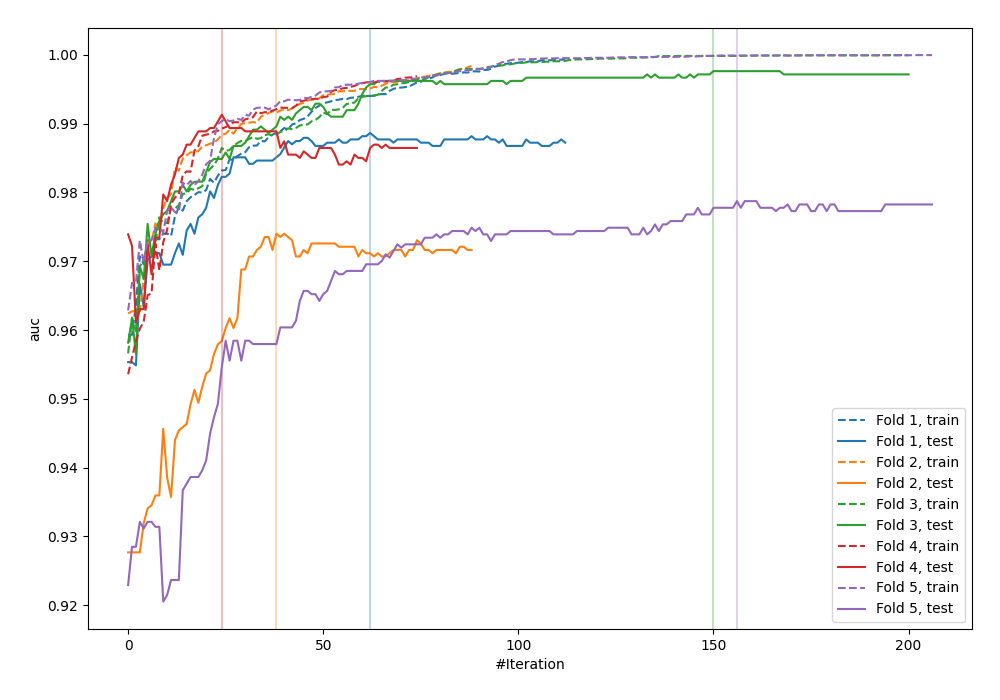 1.00
0.99
0.98
0.97
0.96
0.95
0.94
0.93
0.92
auc
0
50
100
150
200
#Iteration
Fold 1, train
Fold 1, test
Fold 2, train
Fold 2, test
Fold 3, train
Fold 3, test
Fold 4, train
Fold 4, test
Fold 5, train
Fold 5, test